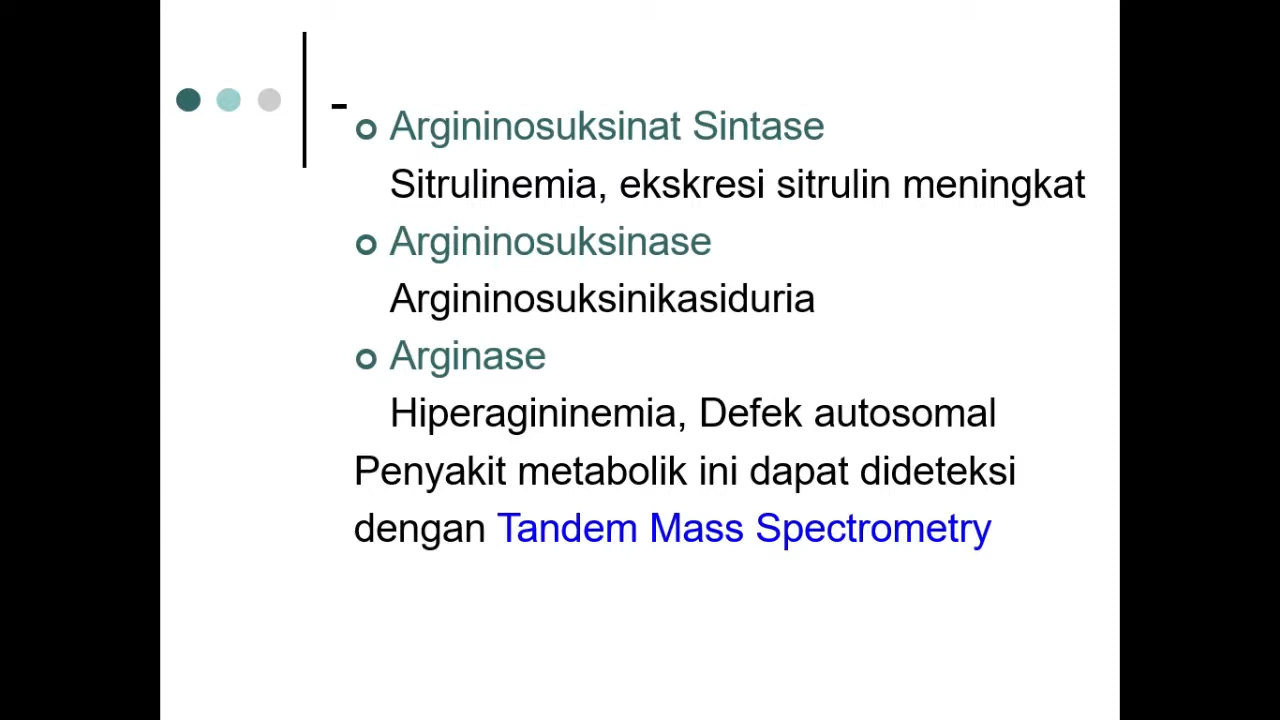 -
Argininosuksinat Sintase
Sitrulinemia, ekskresi sitrulin meningkat
Argininosuksinase
Argininosuksinikasiduria
Arginase
Hiperagininemia, Defek autosomal
Penyakit metabolik ini dapat dideteksi
dengan Tandem Mass Spectrometry